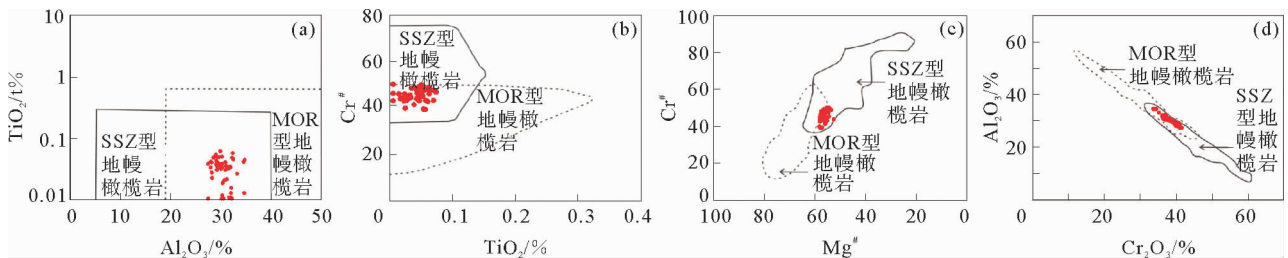 (a)
TiO₂/t%
10
1
0.1
0.01
SSZ型
地幔
橄榄岩
MOR
型地
幔橄
榄岩
0
10
20
30
40
50
Al₂O₃/%
(b)
Cr#
100
80
60
40
20
SSZ型
地幔
橄榄岩
MOR型
地幔橄
榄岩
0
0.1
0.2
0.3
0.4
TiO₂/%
(c)
Cr#
100
80
60
40
20
0
SSZ型
地幔橄
榄岩
MOR型
地幔橄
榄岩
100
80
60
40
20
0
Mg#
(d)
Al₂O₃/%
60
40
20
0
MOR型
地幔橄榄岩
SSZ
型地
幔橄
榄岩
0
20
40
60
Cr₂O₃/%